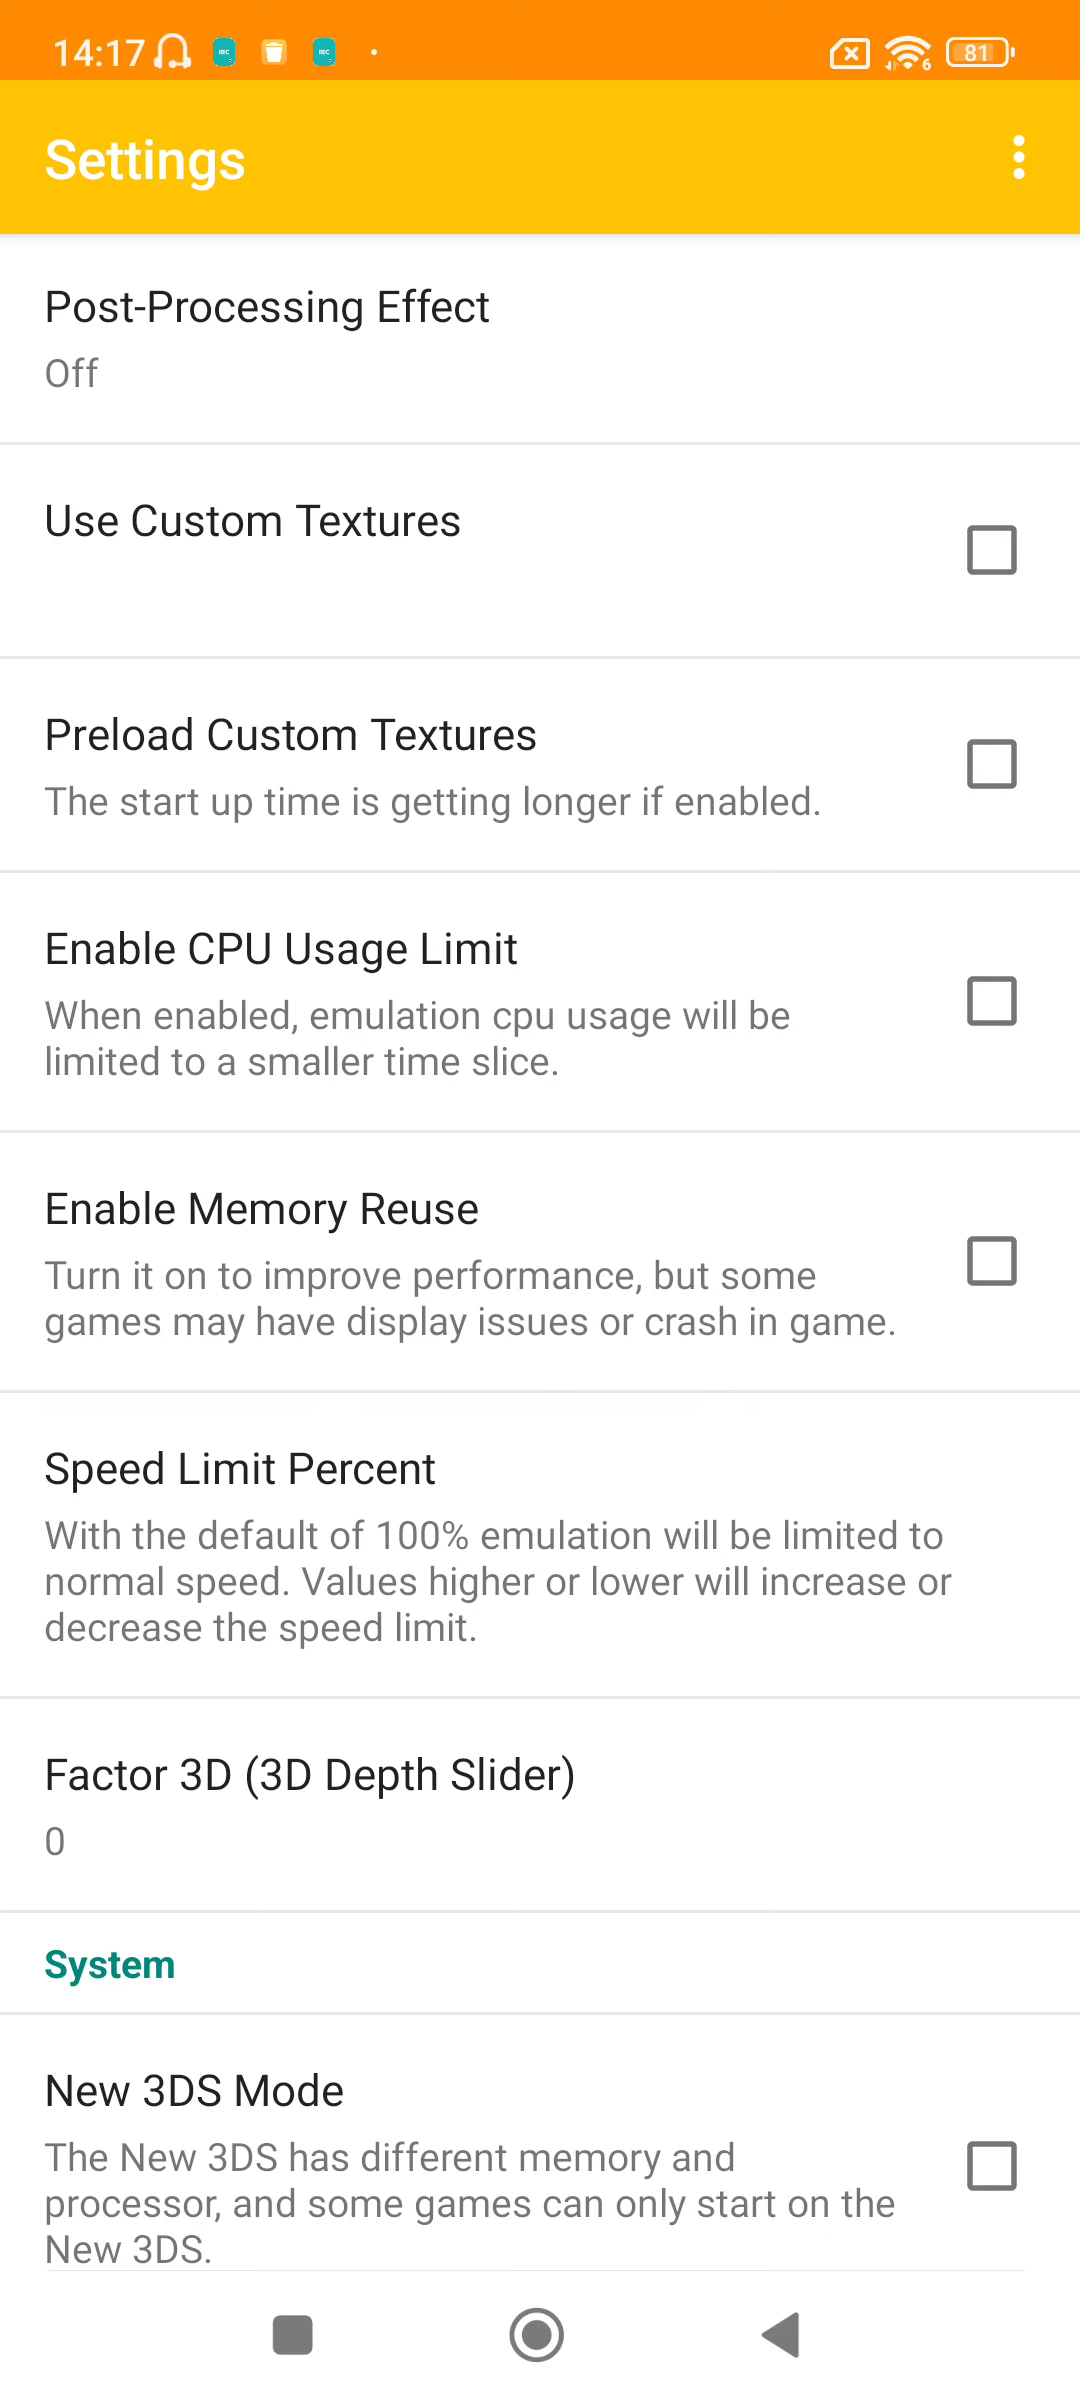 14:17
81
Settings
Post-Processing Effect
Off
Use Custom Textures
Preload Custom Textures
The start up time is getting longer if enabled.
Enable CPU Usage Limit
When enabled, emulation cpu usage will be
limited to a smaller time slice.
Enable Memory Reuse
Turn it on to improve performance, but some
games may have display issues or crash in game.
Speed Limit Percent
With the default of 100% emulation will be limited to
normal speed. Values higher or lower will increase or
decrease the speed limit.
Factor 3D (3D Depth Slider)
0
System
New 3DS Mode
The New 3DS has different memory and
processor, and some games can only start on the
New 3DS.